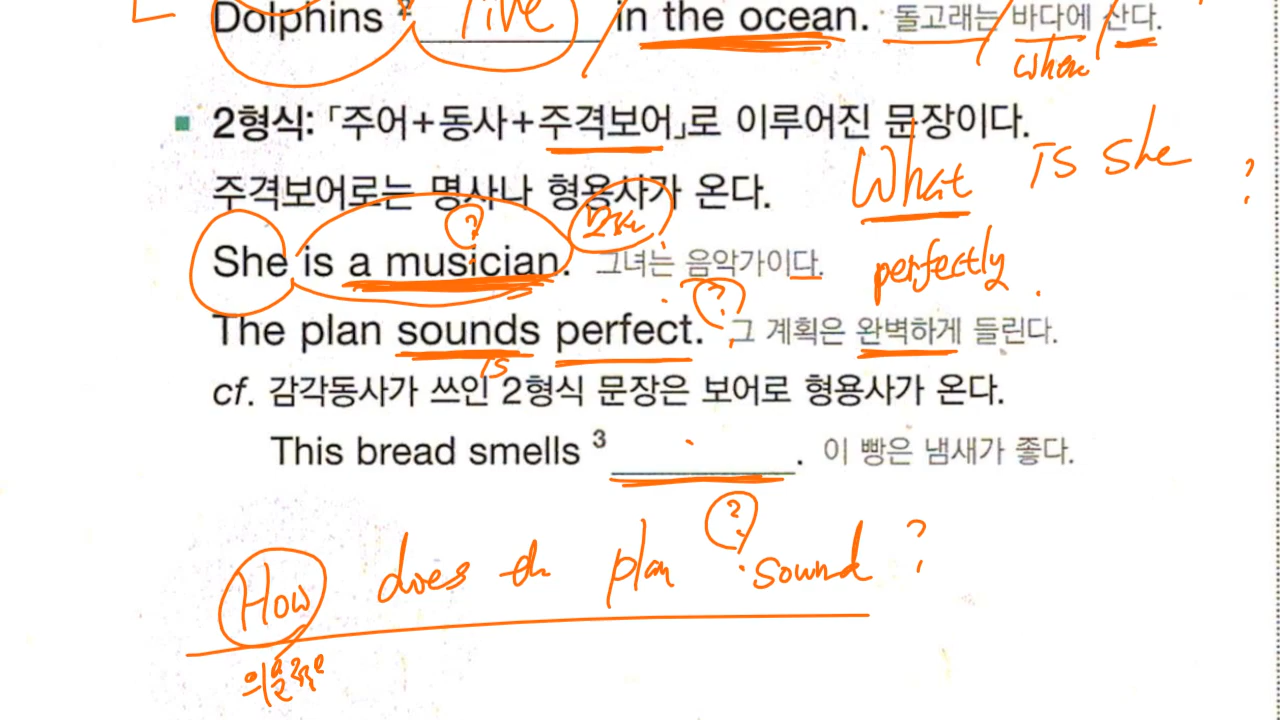 Dolphins 2 live in the ocean. 돌고래는 바다에 산다.
where
2형식: 「주어+동사+주격보어」로 이루어진 문장이다.
What is she ?
주격보어로는 명사나 형용사가 온다.
She is a musician. 그녀는 음악가이다.
?
perfectly.
The plan sounds perfect. 그 계획은 완벽하게 들린다.
?
is
cf. 감각동사가 쓰인 2형식 문장은 보어로 형용사가 온다.
This bread smells 3 . 이 빵은 냄새가 좋다.
?
How does the plan sound ?